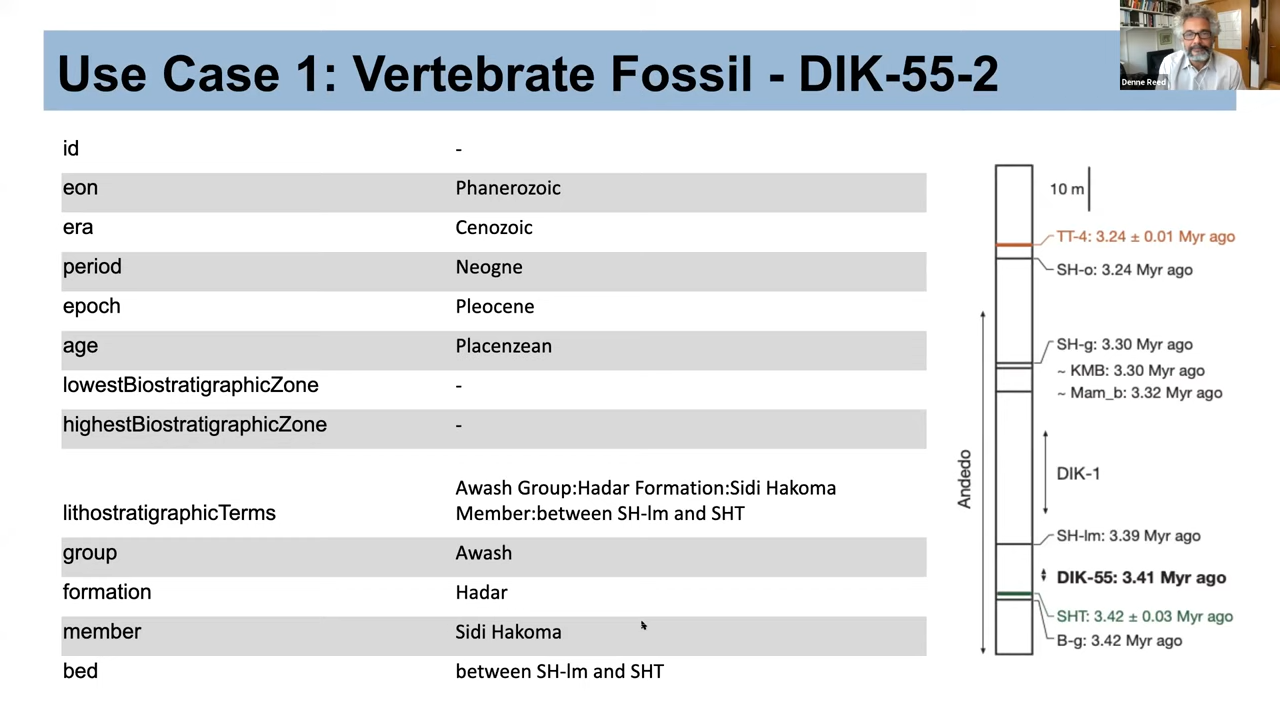 Use Case 1: Vertebrate Fossil - DIK-55-2
Denne Reed
id -
eon Phanerozoic
era Cenozoic
period Neogne
epoch Pleocene
age Placenzean
lowestBiostratigraphicZone -
highestBiostratigraphicZone -
Awash Group:Hadar Formation:Sidi Hakoma
lithostratigraphicTerms Member:between SH-lm and SHT
group Awash
formation Hadar
member Sidi Hakoma
bed between SH-lm and SHT
10 m
TT-4: 3.24 ± 0.01 Myr ago
SH-o: 3.24 Myr ago
SH-g: 3.30 Myr ago
~ KMB: 3.30 Myr ago
~ Mam_b: 3.32 Myr ago
Andedo
DIK-1
SH-lm: 3.39 Myr ago
DIK-55: 3.41 Myr ago
SHT: 3.42 ± 0.03 Myr ago
B-g: 3.42 Myr ago